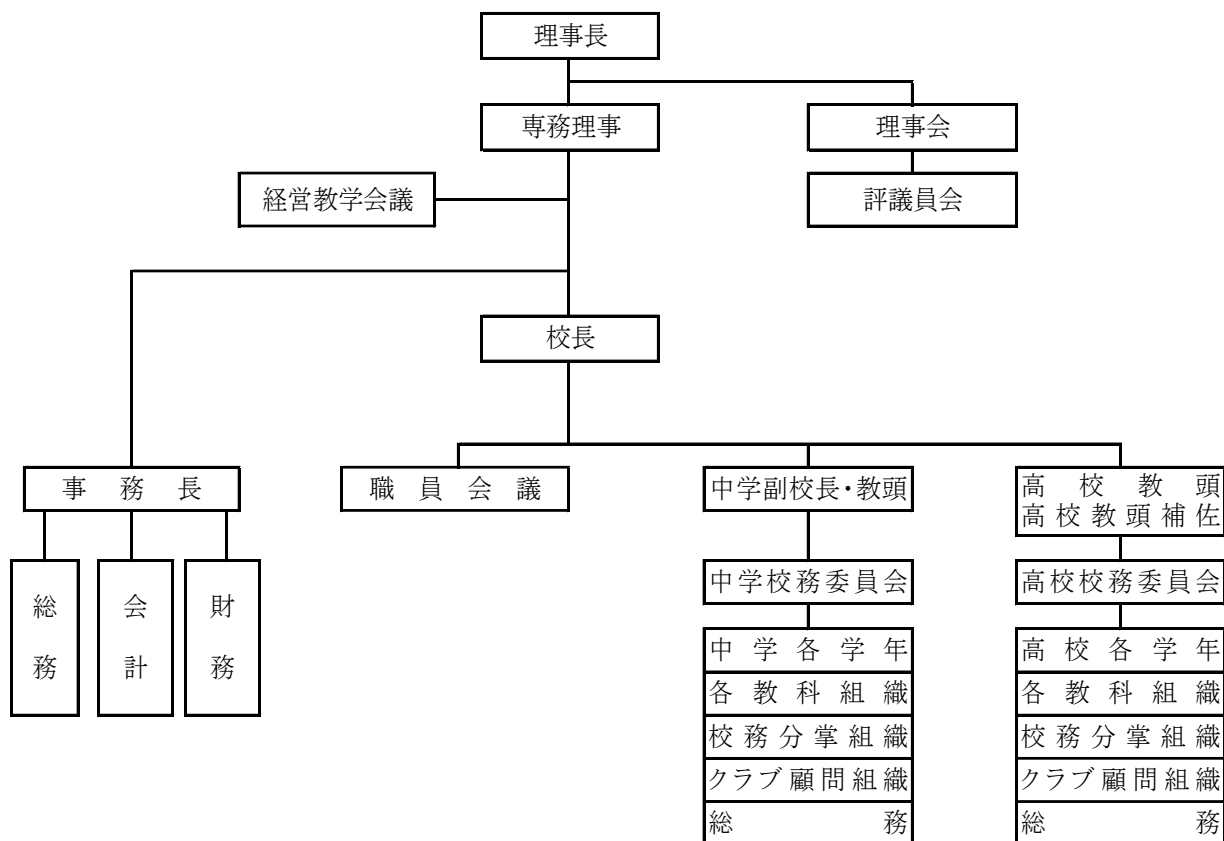 理事長
専務理事
理事会
経営教学会議
評議員会
校長
事務長
職員会議
中学副校長・教頭
高校教頭
高校教頭補佐
総務
会計
財務
中学校務委員会
高校校務委員会
中学各学年
各教科組織
校務分掌組織
クラブ顧問組織
総務
高校各学年
各教科組織
校務分掌組織
クラブ顧問組織
総務